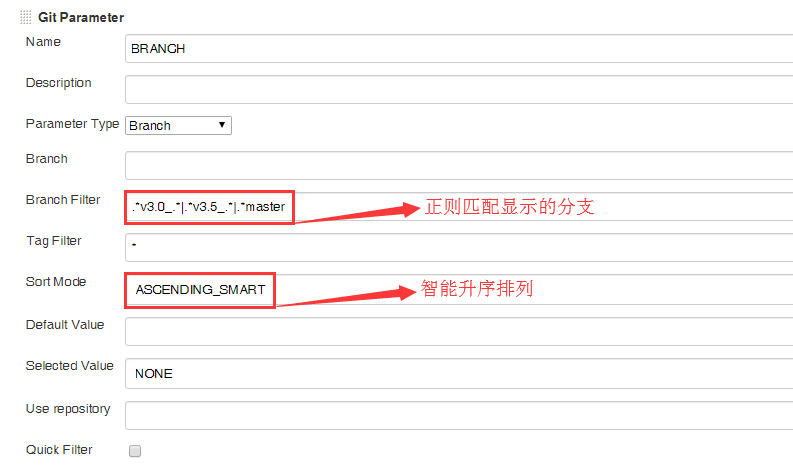 Git Parameter
Name
BRANCH
Description
Parameter Type
Branch
Branch
Branch Filter
.*v3.0_.*|.*v3.5_.*|.*master
正则匹配显示的分支
Tag Filter
*
Sort Mode
ASCENDING_SMART
智能升序排列
Default Value
Selected Value
NONE
Use repository
Quick Filter